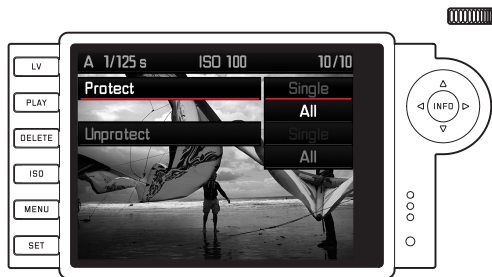 LV
PLAY
DELETE
ISO
MENU
SET
A 1/125 s ISO 100 10/10
Protect Single
All
Unprotect Single
All
INFO